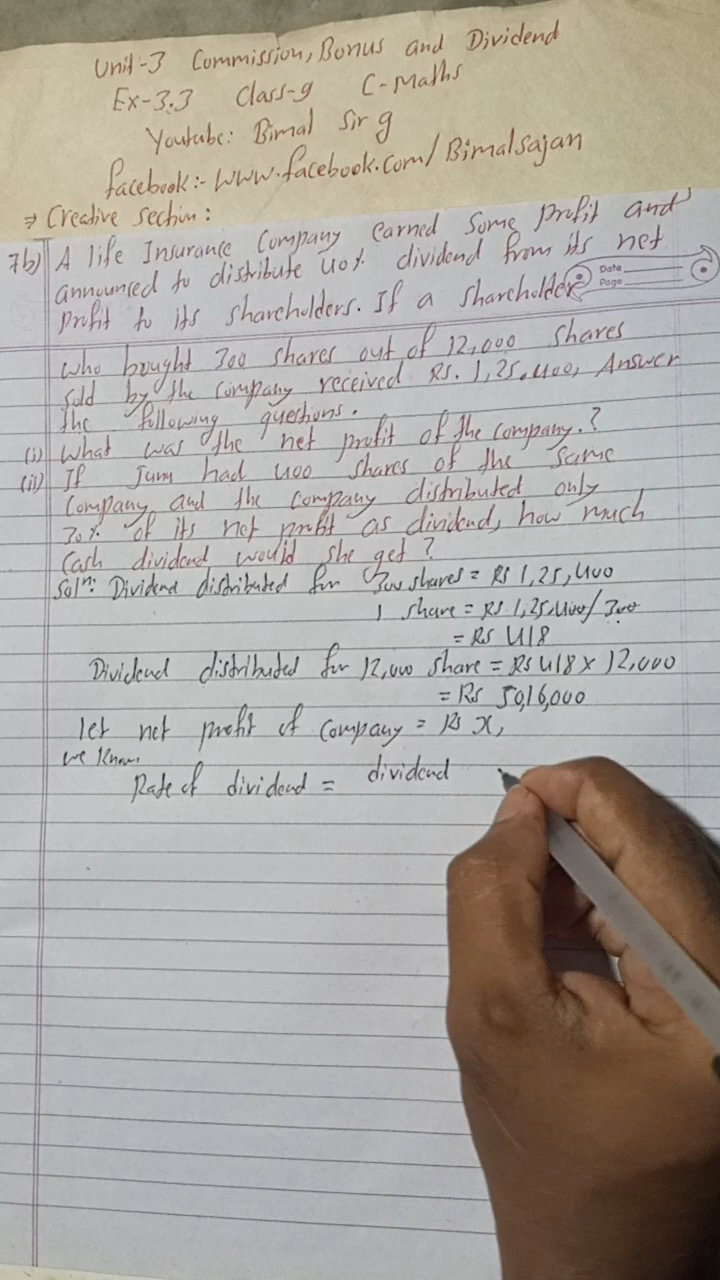 Unit-3 Commission, Bonus and Dividend
Ex-3.3 Class-9 C-Maths
Youtube: Bimal Sir g
facebook:- www.facebook.com/Bimalsajan
⇒ Creative section:
7b) A life Insurance Company earned some profit and
announced to distribute 40% dividend from its net
profit to its shareholders. If a shareholder
Date
Page
who bought 300 shares out of 12,000 shares
sold by the company received Rs. 1,25,400, Answer
the following questions.
(i) What was the net profit of the company.?
(ii) If Junu had 400 shares of the same
Company and the company distributed only
30% of its net profit as dividend, how much
Cash dividend would she get?
Solⁿ: Dividend distributed for 300 shares = Rs 1,25,400
1 share = Rs 1,25,400/300
= Rs 418
Dividend distributed for 12,000 share = Rs 418 × 12,000
= Rs 50,16,000
let net profit of Company = Rs x,
we know,
Rate of dividend = dividend